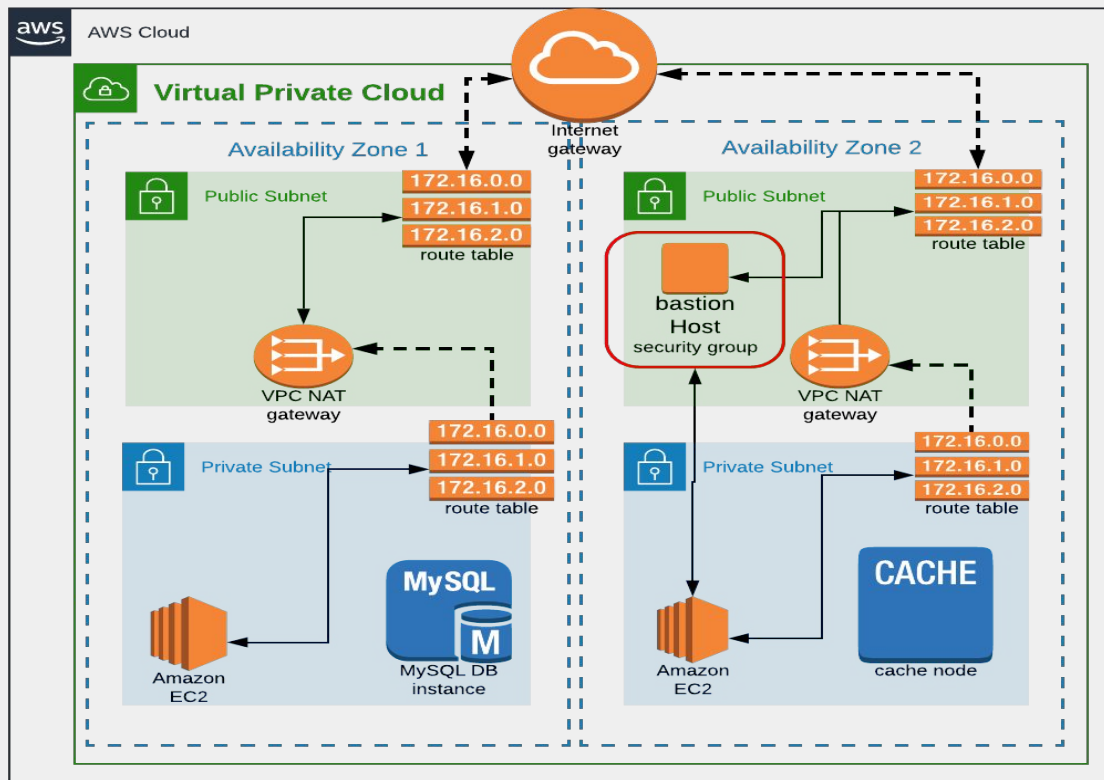 aws
AWS Cloud
Virtual Private Cloud
Internet
gateway
Availability Zone 1
Public Subnet
172.16.0.0
172.16.1.0
172.16.2.0
route table
VPC NAT
gateway
Private Subnet
172.16.0.0
172.16.1.0
172.16.2.0
route table
Amazon
EC2
MySQL
M
MySQL DB
instance
Availability Zone 2
Public Subnet
172.16.0.0
172.16.1.0
172.16.2.0
route table
bastion
Host
security group
VPC NAT
gateway
Private Subnet
172.16.0.0
172.16.1.0
172.16.2.0
route table
Amazon
EC2
CACHE
cache node